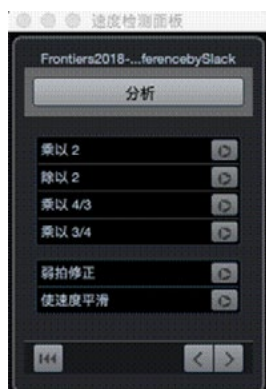 速度检测面板
Frontiers2018-...ferencebySlack
分析
乘以 2
除以 2
乘以 4/3
乘以 3/4
弱拍修正
使速度平滑